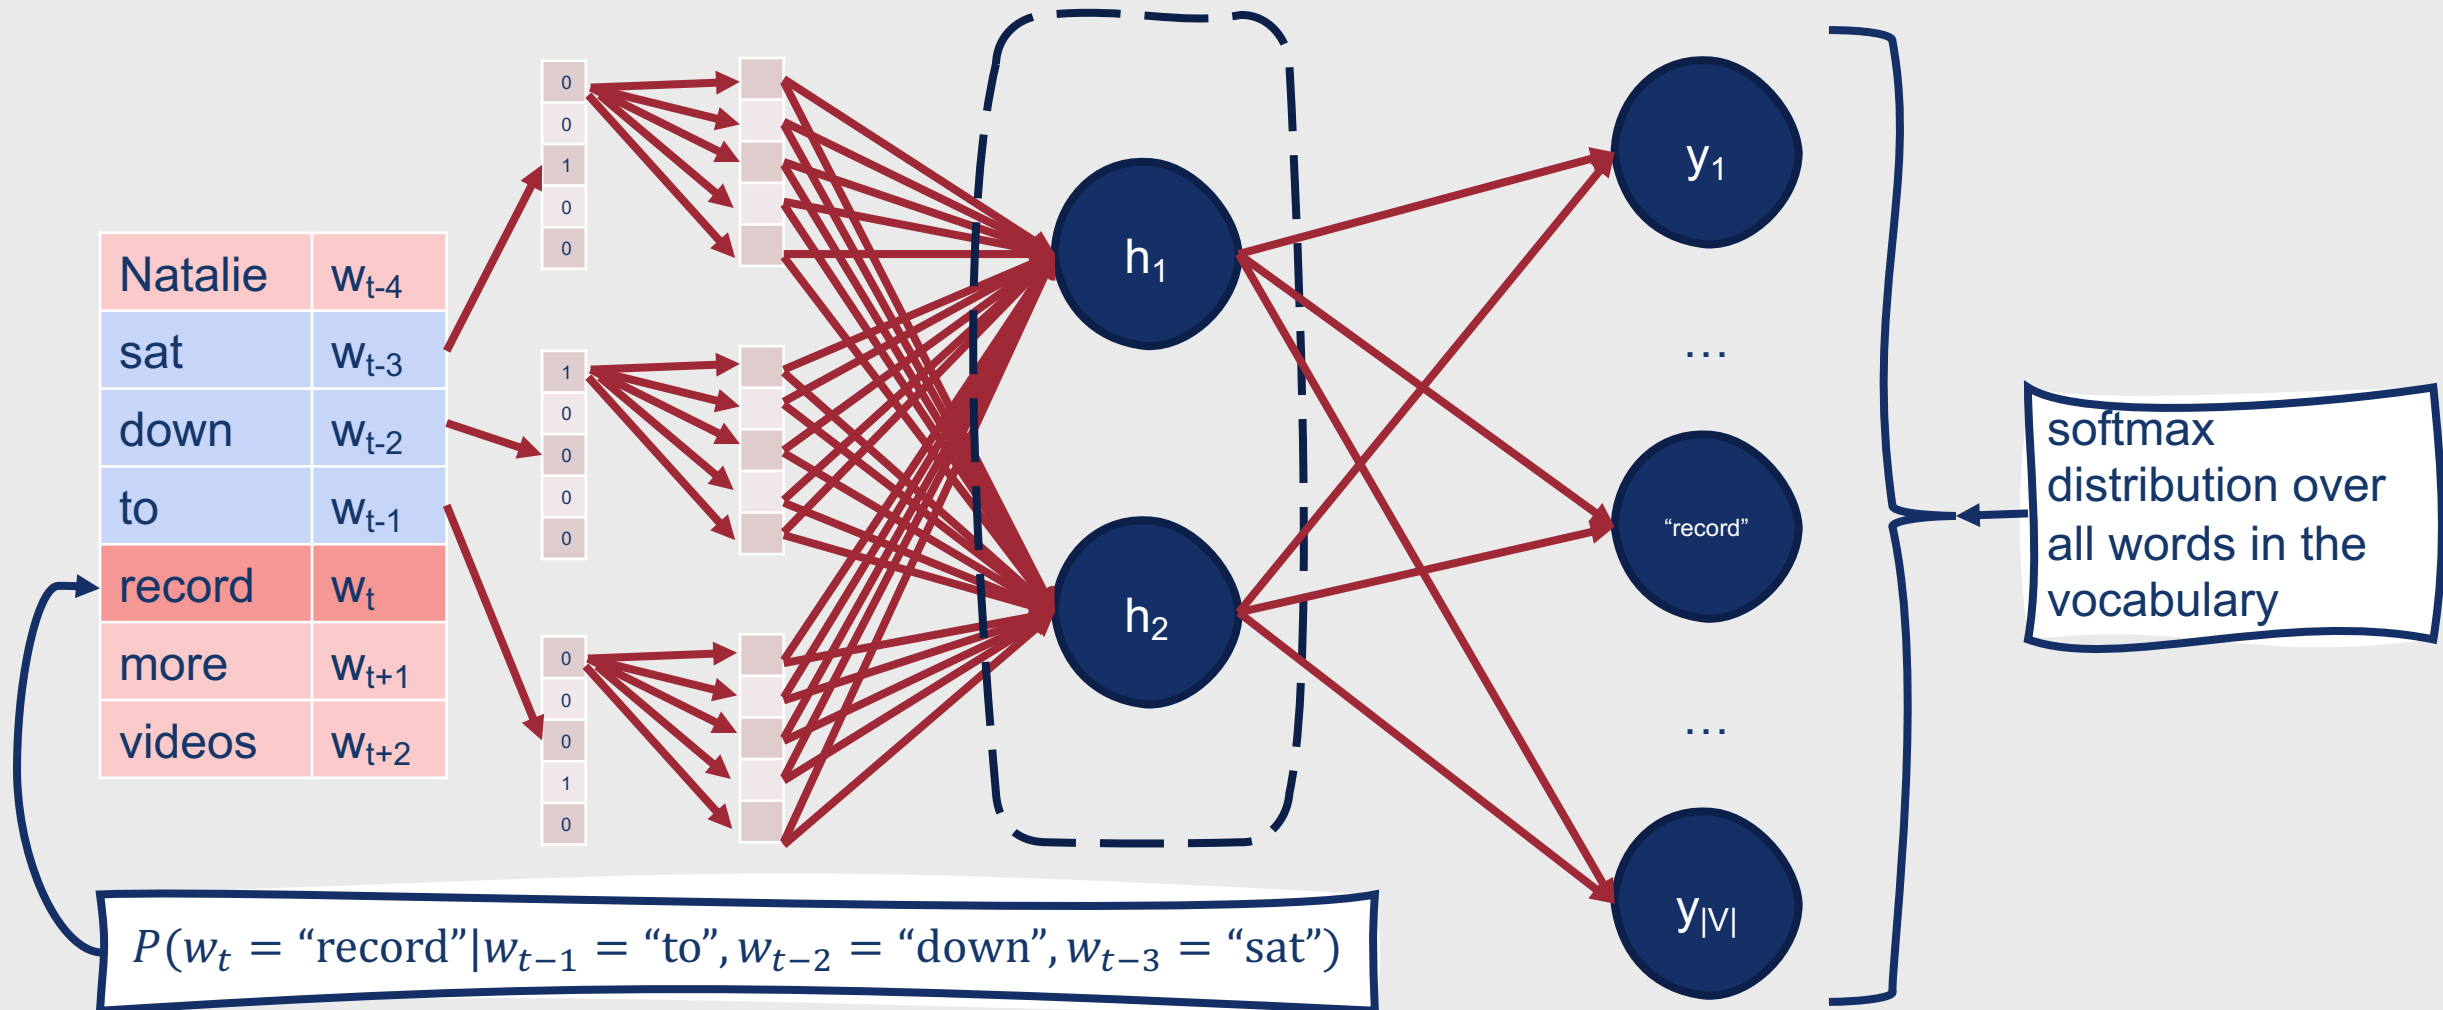 Natalie w_{t-4}
sat w_{t-3}
down w_{t-2}
to w_{t-1}
record w_t
more w_{t+1}
videos w_{t+2}
0
0
1
0
0
1
0
0
0
0
0
0
0
1
0
h_1
h_2
y_1
…
“record”
…
y_{|V|}
softmax
distribution over
all words in the
vocabulary
P(w_t = “record”|w_{t−1} = “to”, w_{t−2} = “down”, w_{t−3} = “sat”)